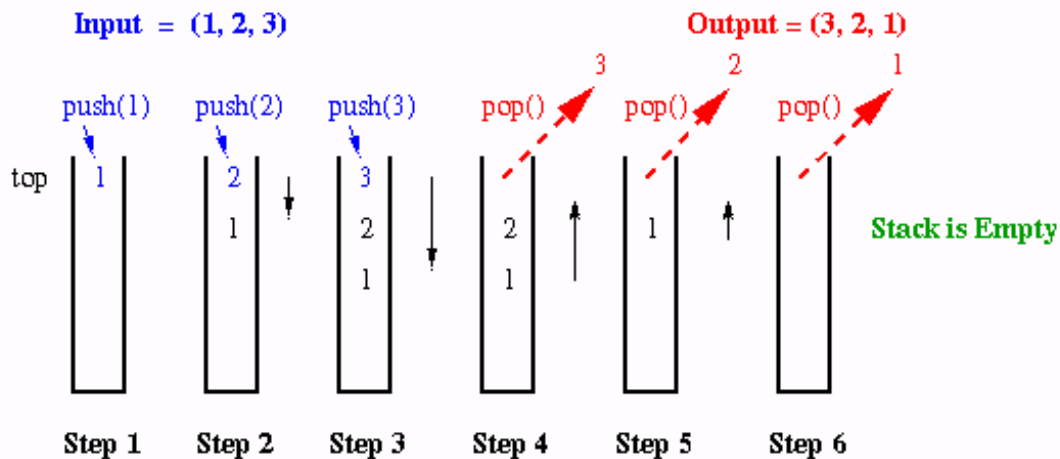 Input = (1, 2, 3)
Output = (3, 2, 1)
3
2
1
push(1)
push(2)
push(3)
pop()
pop()
pop()
top
1
2
3
1
2
2
1
Stack is Empty
1
1
Step 1
Step 2
Step 3
Step 4
Step 5
Step 6